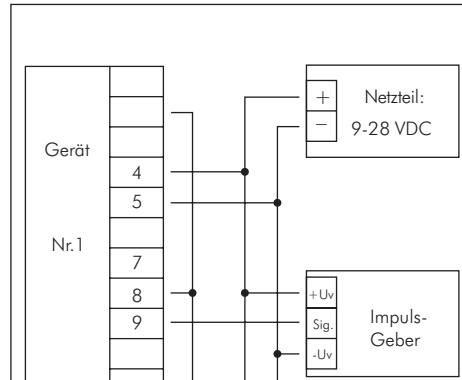 +
Netzteil:
−
9-28 VDC
Gerät
4
5
Nr.1
7
8
9
+Uv
Sig.
-Uv
Impuls-
Geber